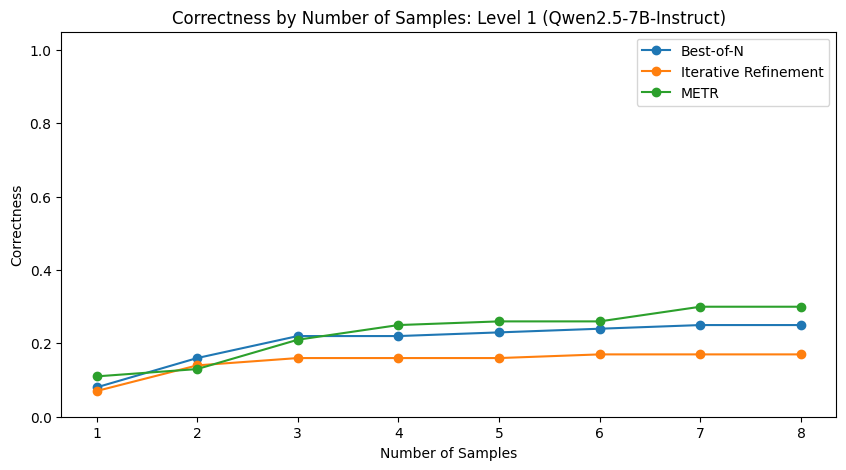 Correctness by Number of Samples: Level 1 (Qwen2.5-7B-Instruct)
Best-of-N
Iterative Refinement
METR
1.0
0.8
0.6
0.4
0.2
0.0
Correctness
1 2 3 4 5 6 7 8
Number of Samples